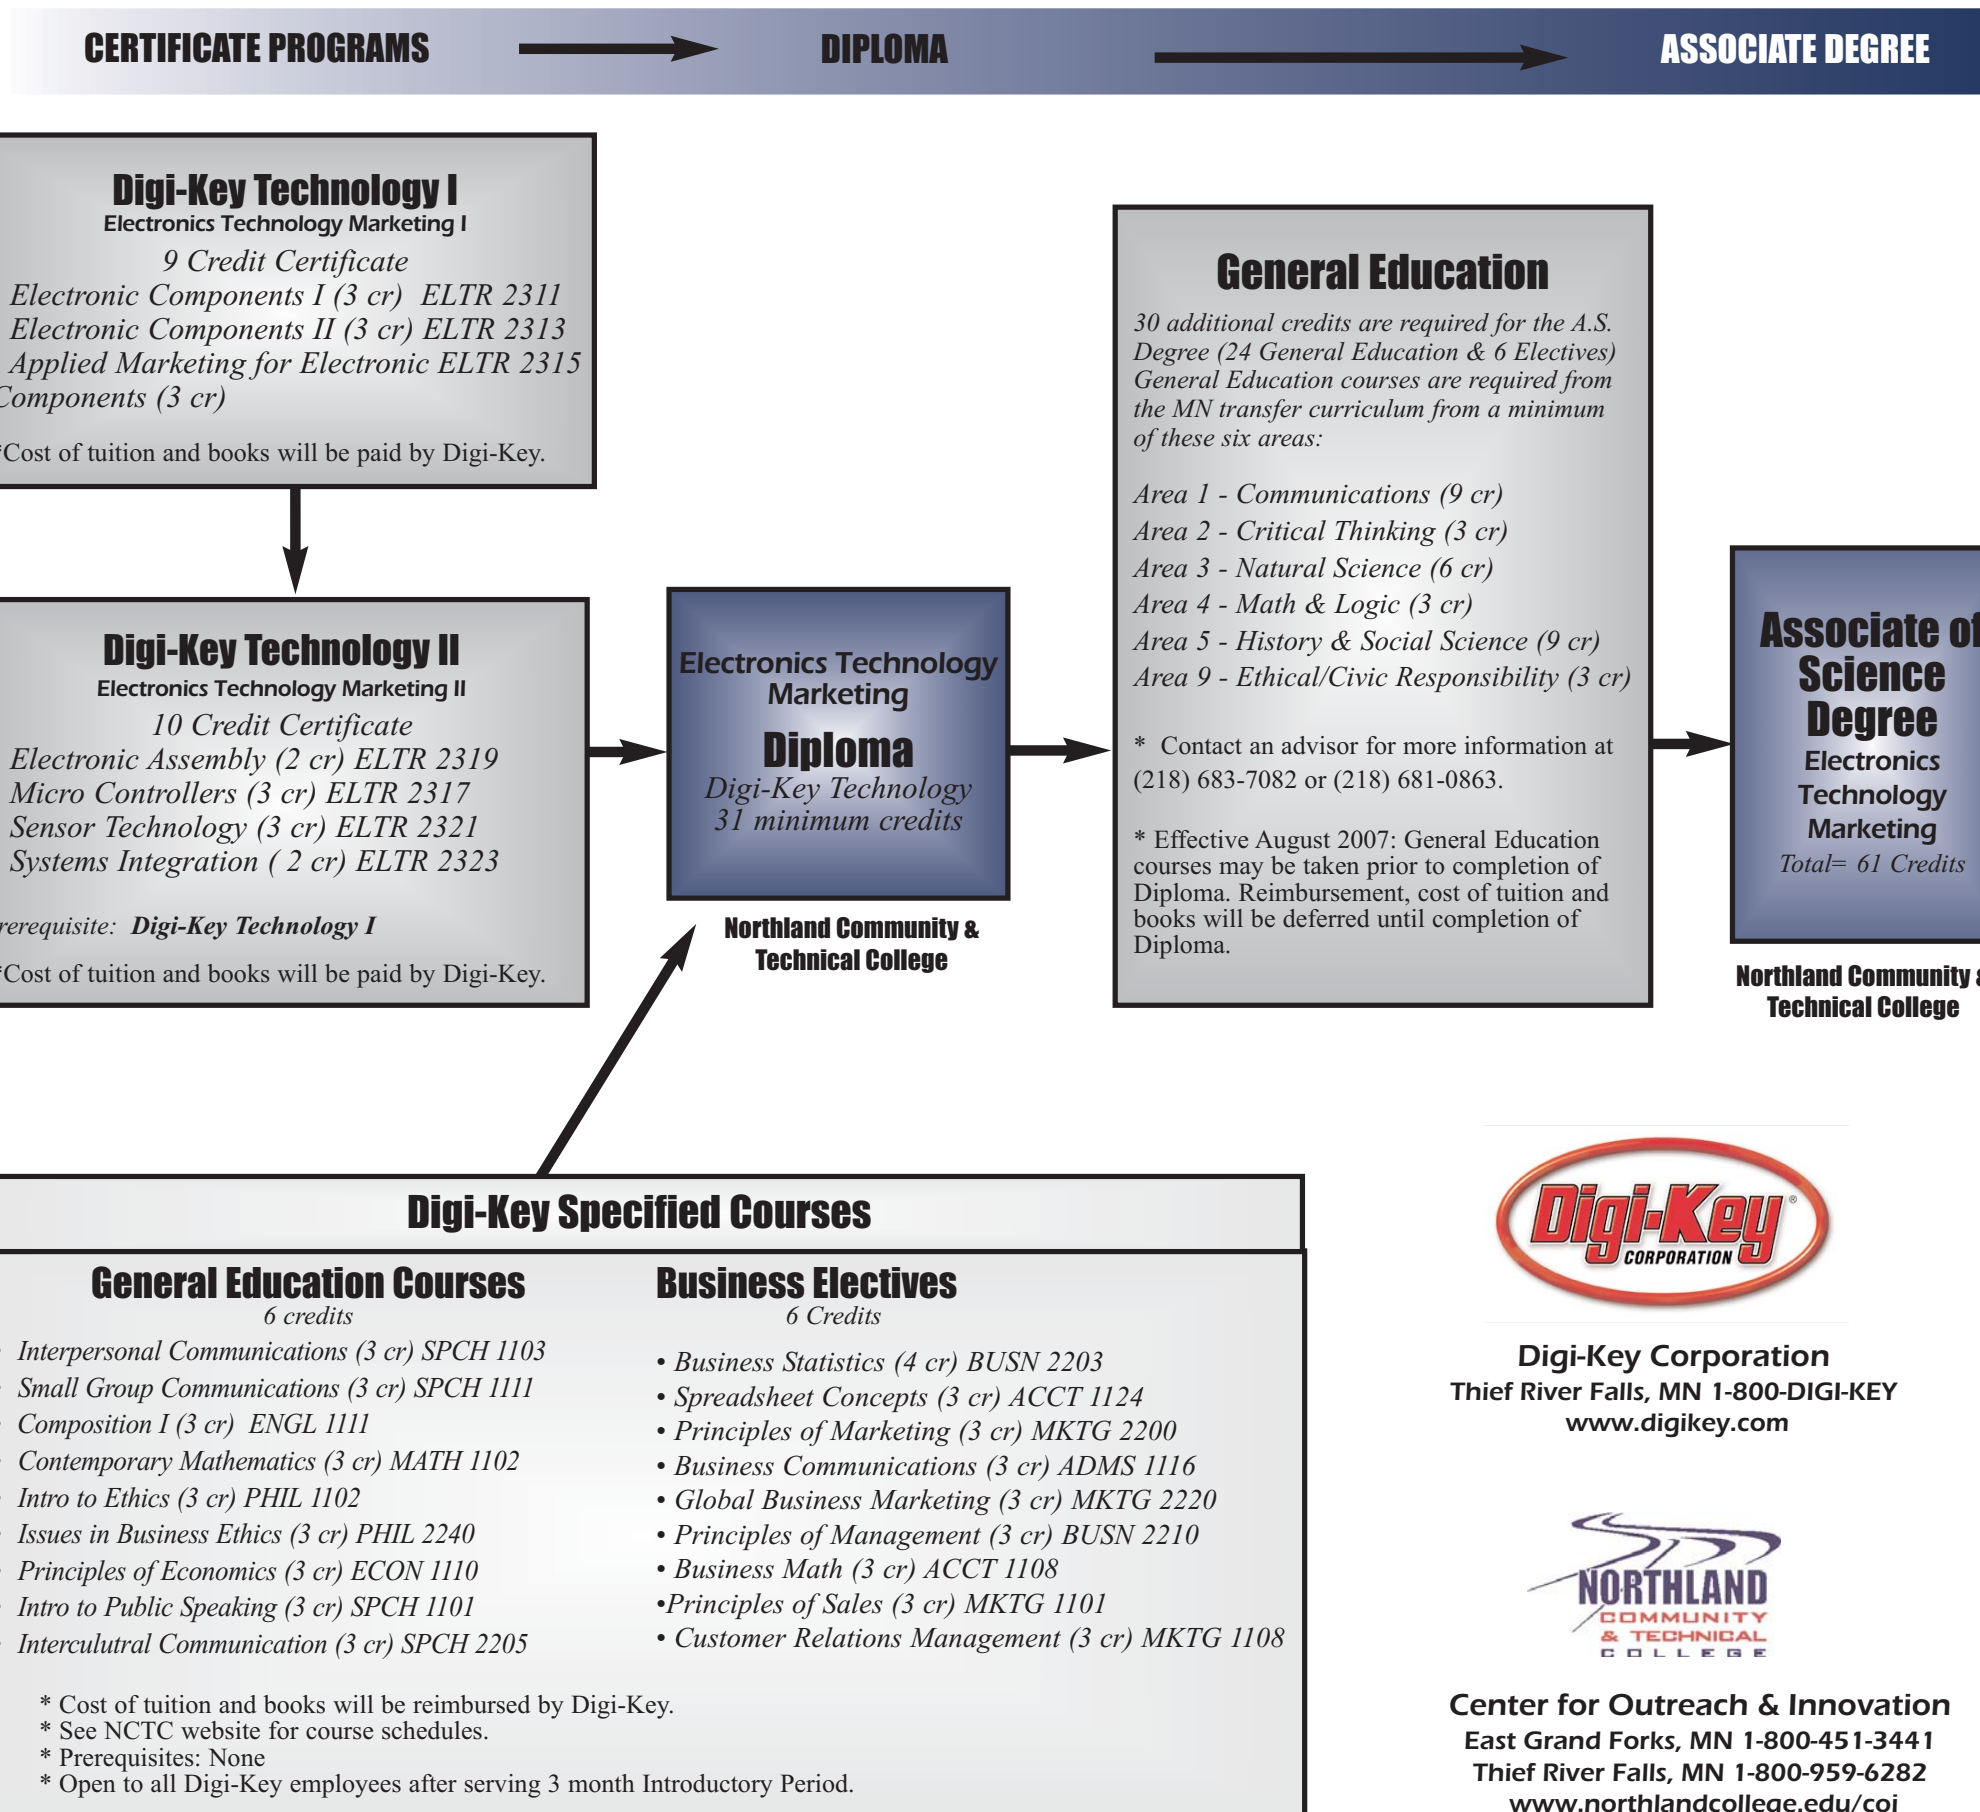 CERTIFICATE PROGRAMS
DIPLOMA
ASSOCIATE DEGREE
Digi-Key Technology I
Electronics Technology Marketing I
9 Credit Certificate
Electronic Components I (3 cr) ELTR 2311
Electronic Components II (3 cr) ELTR 2313
Applied Marketing for Electronic ELTR 2315
Components (3 cr)
*Cost of tuition and books will be paid by Digi-Key.
Digi-Key Technology II
Electronics Technology Marketing II
10 Credit Certificate
Electronic Assembly (2 cr) ELTR 2319
Micro Controllers (3 cr) ELTR 2317
Sensor Technology (3 cr) ELTR 2321
Systems Integration ( 2 cr) ELTR 2323
rerequisite: Digi-Key Technology I
*Cost of tuition and books will be paid by Digi-Key.
Electronics Technology
Marketing
Diploma
Digi-Key Technology
31 minimum credits
Northland Community &
Technical College
General Education
30 additional credits are required for the A.S.
Degree (24 General Education & 6 Electives)
General Education courses are required from
the MN transfer curriculum from a minimum
of these six areas:
Area 1 - Communications (9 cr)
Area 2 - Critical Thinking (3 cr)
Area 3 - Natural Science (6 cr)
Area 4 - Math & Logic (3 cr)
Area 5 - History & Social Science (9 cr)
Area 9 - Ethical/Civic Responsibility (3 cr)
* Contact an advisor for more information at
(218) 683-7082 or (218) 681-0863.
* Effective August 2007: General Education
courses may be taken prior to completion of
Diploma. Reimbursement, cost of tuition and
books will be deferred until completion of
Diploma.
Associate of
Science
Degree
Electronics
Technology
Marketing
Total= 61 Credits
Northland Community &
Technical College
Digi-Key Specified Courses
General Education Courses
6 credits
Interpersonal Communications (3 cr) SPCH 1103
Small Group Communications (3 cr) SPCH 1111
Composition I (3 cr) ENGL 1111
Contemporary Mathematics (3 cr) MATH 1102
Intro to Ethics (3 cr) PHIL 1102
Issues in Business Ethics (3 cr) PHIL 2240
Principles of Economics (3 cr) ECON 1110
Intro to Public Speaking (3 cr) SPCH 1101
Interculutral Communication (3 cr) SPCH 2205
Business Electives
6 Credits
• Business Statistics (4 cr) BUSN 2203
• Spreadsheet Concepts (3 cr) ACCT 1124
• Principles of Marketing (3 cr) MKTG 2200
• Business Communications (3 cr) ADMS 1116
• Global Business Marketing (3 cr) MKTG 2220
• Principles of Management (3 cr) BUSN 2210
• Business Math (3 cr) ACCT 1108
•Principles of Sales (3 cr) MKTG 1101
• Customer Relations Management (3 cr) MKTG 1108
* Cost of tuition and books will be reimbursed by Digi-Key.
* See NCTC website for course schedules.
* Prerequisites: None
* Open to all Digi-Key employees after serving 3 month Introductory Period.
Digi-Key®
CORPORATION
Digi-Key Corporation
Thief River Falls, MN 1-800-DIGI-KEY
www.digikey.com
NORTHLAND
COMMUNITY
& TECHNICAL
COLLEGE
Center for Outreach & Innovation
East Grand Forks, MN 1-800-451-3441
Thief River Falls, MN 1-800-959-6282
www.northlandcollege.edu/coi